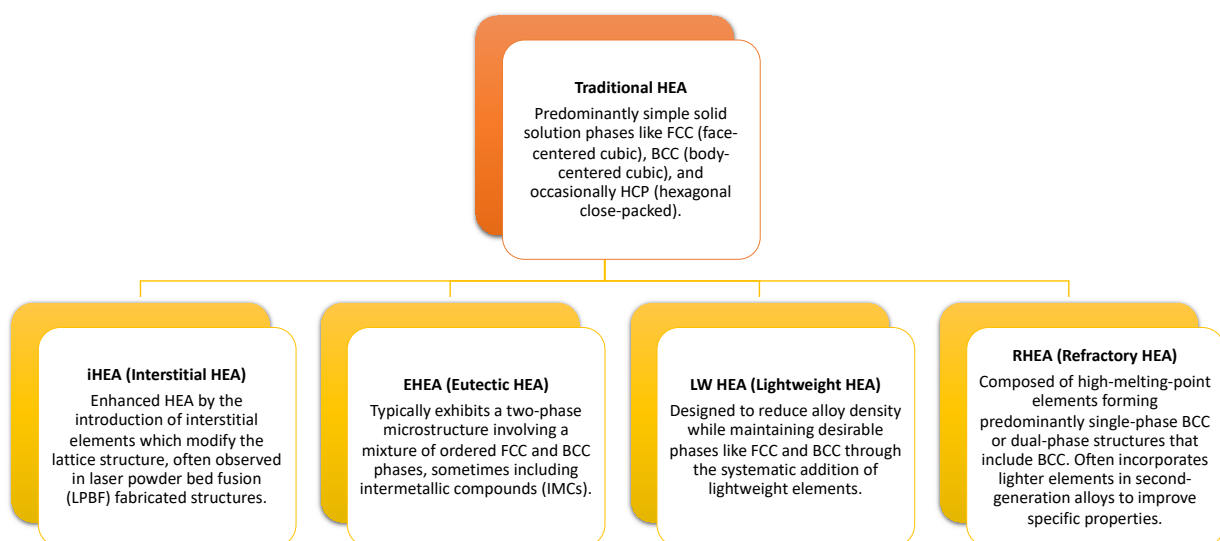 Traditional HEA
Predominantly simple solid
solution phases like FCC (face-
centered cubic), BCC (body-
centered cubic), and
occasionally HCP (hexagonal
close-packed).
iHEA (Interstitial HEA)
Enhanced HEA by the
introduction of interstitial
elements which modify the
lattice structure, often observed
in laser powder bed fusion
(LPBF) fabricated structures.
EHEA (Eutectic HEA)
Typically exhibits a two-phase
microstructure involving a
mixture of ordered FCC and BCC
phases, sometimes including
intermetallic compounds (IMCs).
LW HEA (Lightweight HEA)
Designed to reduce alloy density
while maintaining desirable
phases like FCC and BCC through
the systematic addition of
lightweight elements.
RHEA (Refractory HEA)
Composed of high-melting-point
elements forming
predominantly single-phase BCC
or dual-phase structures that
include BCC. Often incorporates
lighter elements in second-
generation alloys to improve
specific properties.